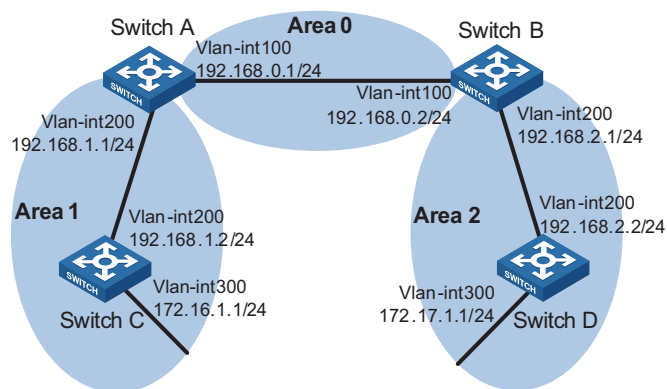 Switch A
Area 0
Switch B
Vlan-int100
192.168.0.1/24
SWITCH
SWITCH
Vlan-int100
192.168.0.2/24
Vlan-int200
192.168.1.1/24
Vlan-int200
192.168.2.1/24
Area 1
Vlan-int200
192.168.1.2/24
Area 2
Vlan-int200
192.168.2.2/24
SWITCH
SWITCH
Vlan-int300
172.16.1.1/24
Switch C
Vlan-int300
172.17.1.1/24
Switch D